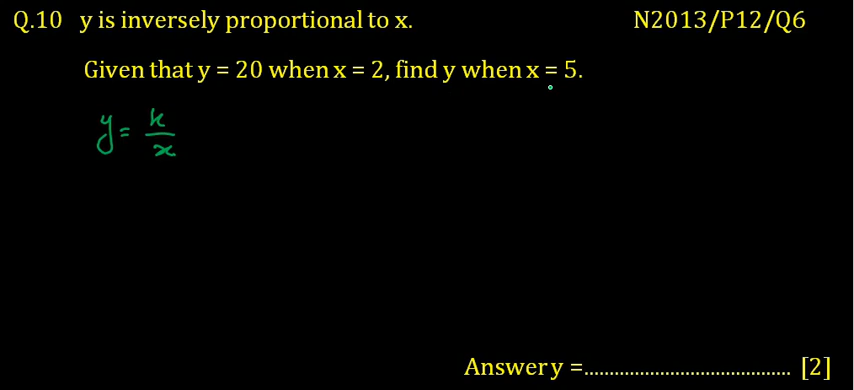 Q.10 y is inversely proportional to x. N2013/P12/Q6
Given that y = 20 when x = 2, find y when x = 5.
y = k/x
Answer y =......................................... [2]